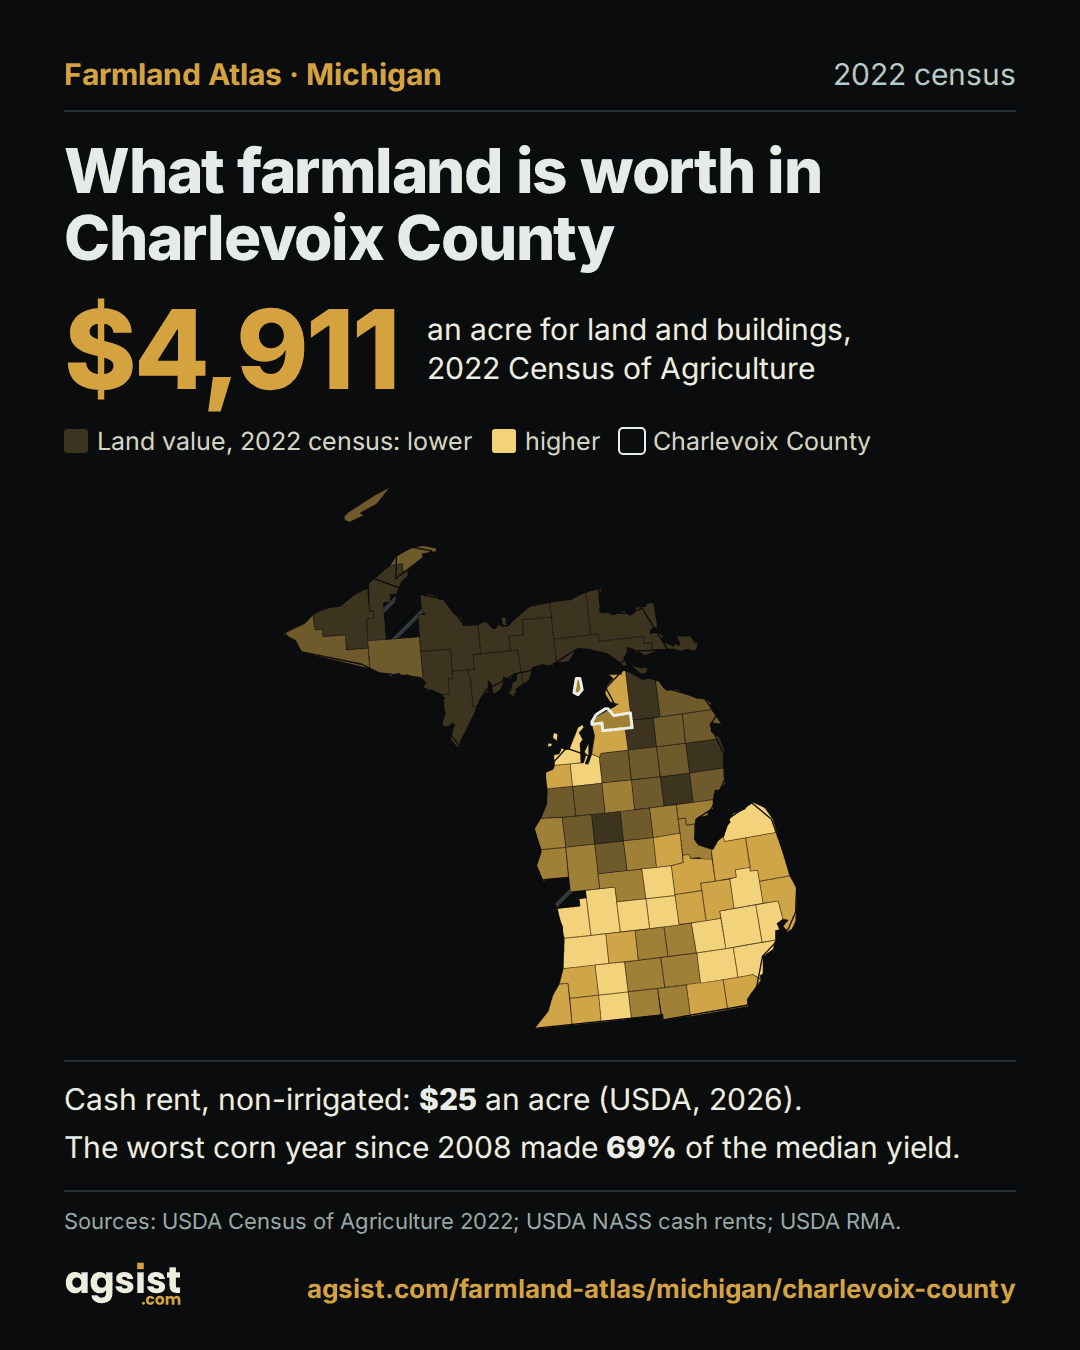 Farmland Atlas · Michigan
2022 census
What farmland is worth in
Charlevoix County
$4,911
an acre for land and buildings,
2022 Census of Agriculture
Land value, 2022 census: lower
higher
Charlevoix County
Cash rent, non-irrigated: $25 an acre (USDA, 2026).
The worst corn year since 2008 made 69% of the median yield.
Sources: USDA Census of Agriculture 2022; USDA NASS cash rents; USDA RMA.
agsist
.com
agsist.com/farmland-atlas/michigan/charlevoix-county